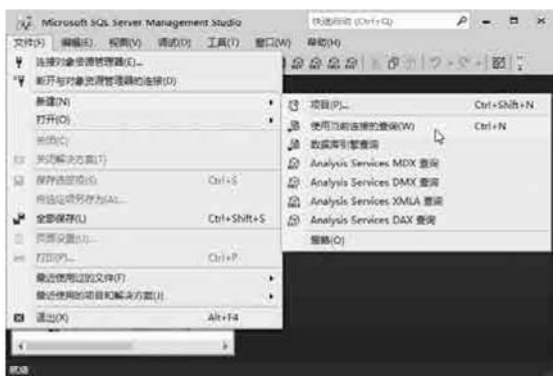 Microsoft SQL Server Management Studio
快速启动 (Ctrl+Q)
文件(F) 编辑(E) 视图(V) 调试(D) 工具(T) 窗口(W) 帮助(H)
连接对象资源管理器(E)...
断开与对象资源管理器的连接(D)
新建(N)
打开(O)
关闭(C)
关闭解决方案(T)
保存选定项(S) Ctrl+S
将选定项另存为(A)...
全部保存(L) Ctrl+Shift+S
页面设置(U)...
打印(P)... Ctrl+P
最近使用过的文件(F)
最近使用的项目和解决方案(J)
退出(X) Alt+F4
项目(P)... Ctrl+Shift+N
使用当前连接的查询(W) Ctrl+N
数据库引擎查询
Analysis Services MDX 查询
Analysis Services DMX 查询
Analysis Services XMLA 查询
Analysis Services DAX 查询
策略(O)
就绪